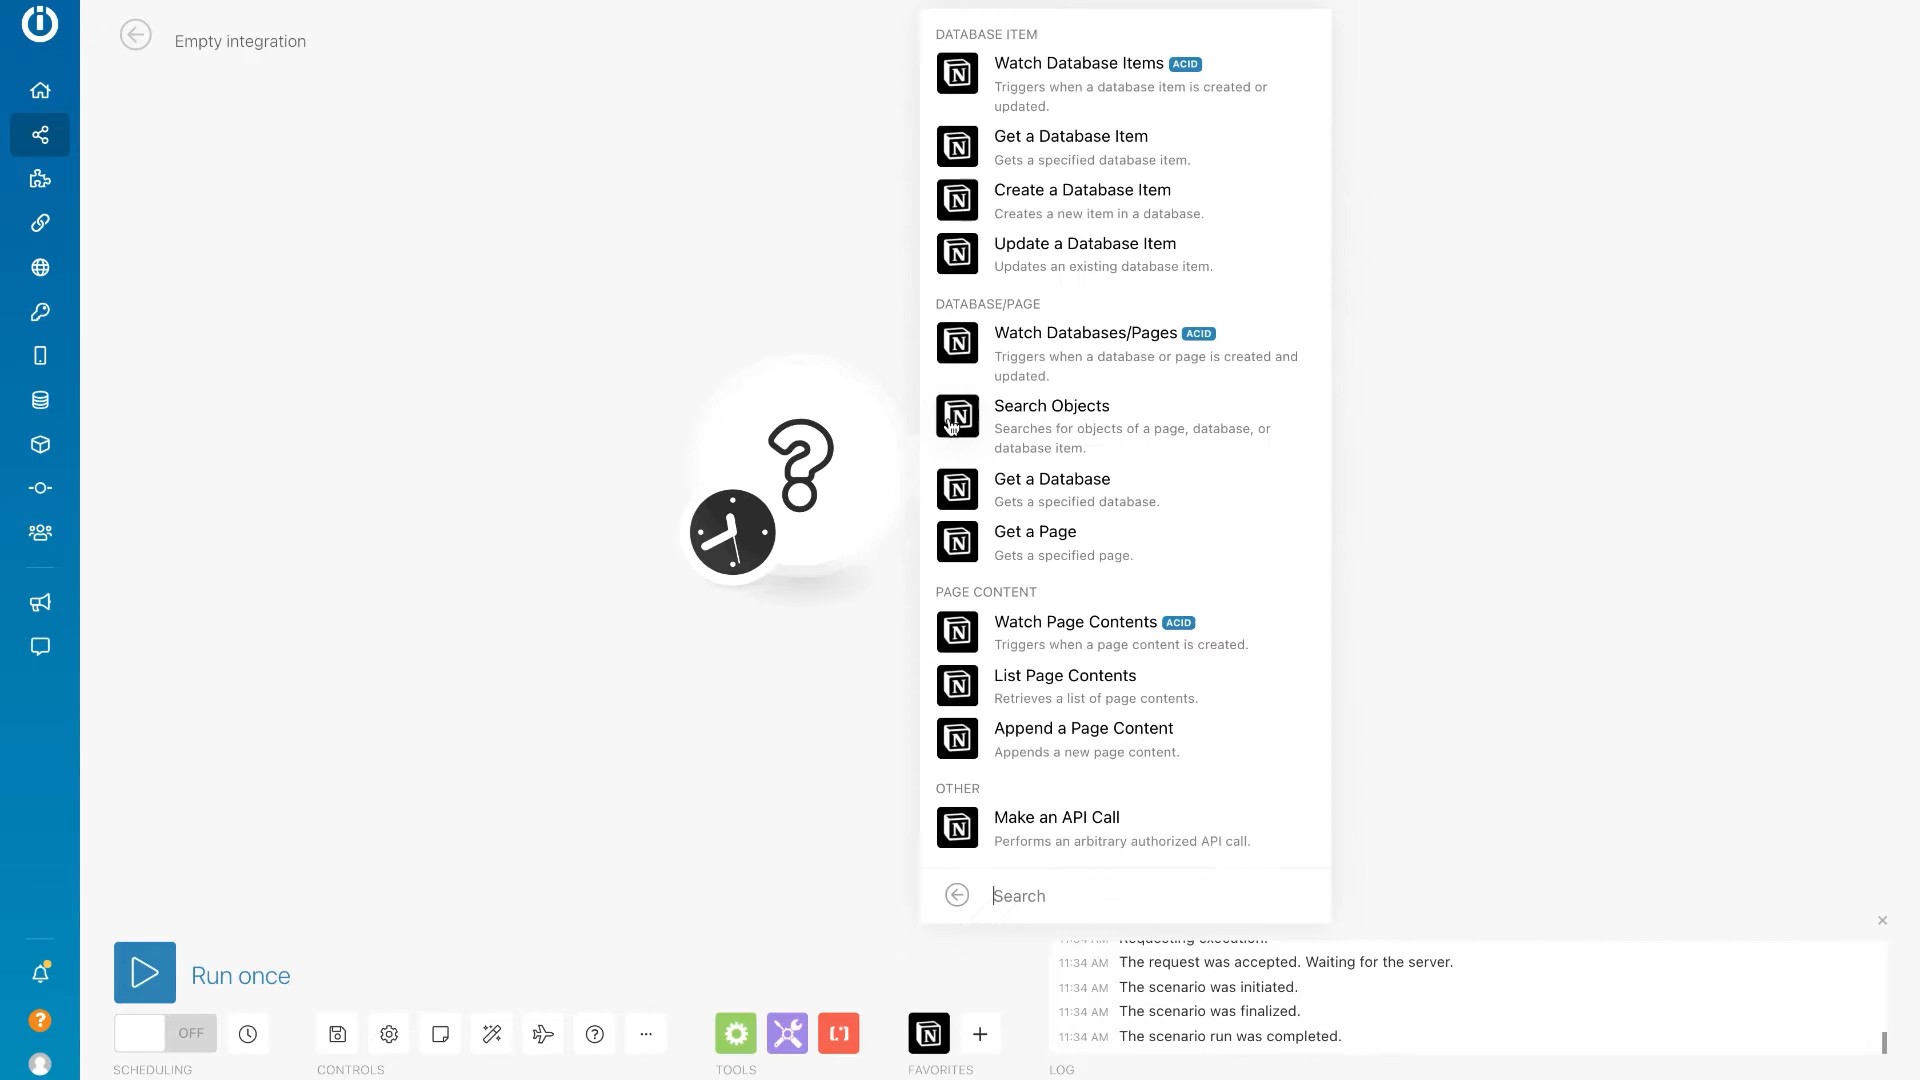 Empty integration
DATABASE ITEM
Watch Database Items ACID
Triggers when a database item is created or
updated.
Get a Database Item
Gets a specified database item.
Create a Database Item
Creates a new item in a database.
Update a Database Item
Updates an existing database item.
DATABASE/PAGE
Watch Databases/Pages ACID
Triggers when a database or page is created and
updated.
Search Objects
Searches for objects of a page, database, or
database item.
Get a Database
Gets a specified database.
Get a Page
Gets a specified page.
PAGE CONTENT
Watch Page Contents ACID
Triggers when a page content is created.
List Page Contents
Retrieves a list of page contents.
Append a Page Content
Appends a new page content.
OTHER
Make an API Call
Performs an arbitrary authorized API call.
Search
Run once
OFF
SCHEDULING
CONTROLS
TOOLS
FAVORITES
11:34 AM Requesting execution.
11:34 AM The request was accepted. Waiting for the server.
11:34 AM The scenario was initiated.
11:34 AM The scenario was finalized.
11:34 AM The scenario run was completed.
LOG